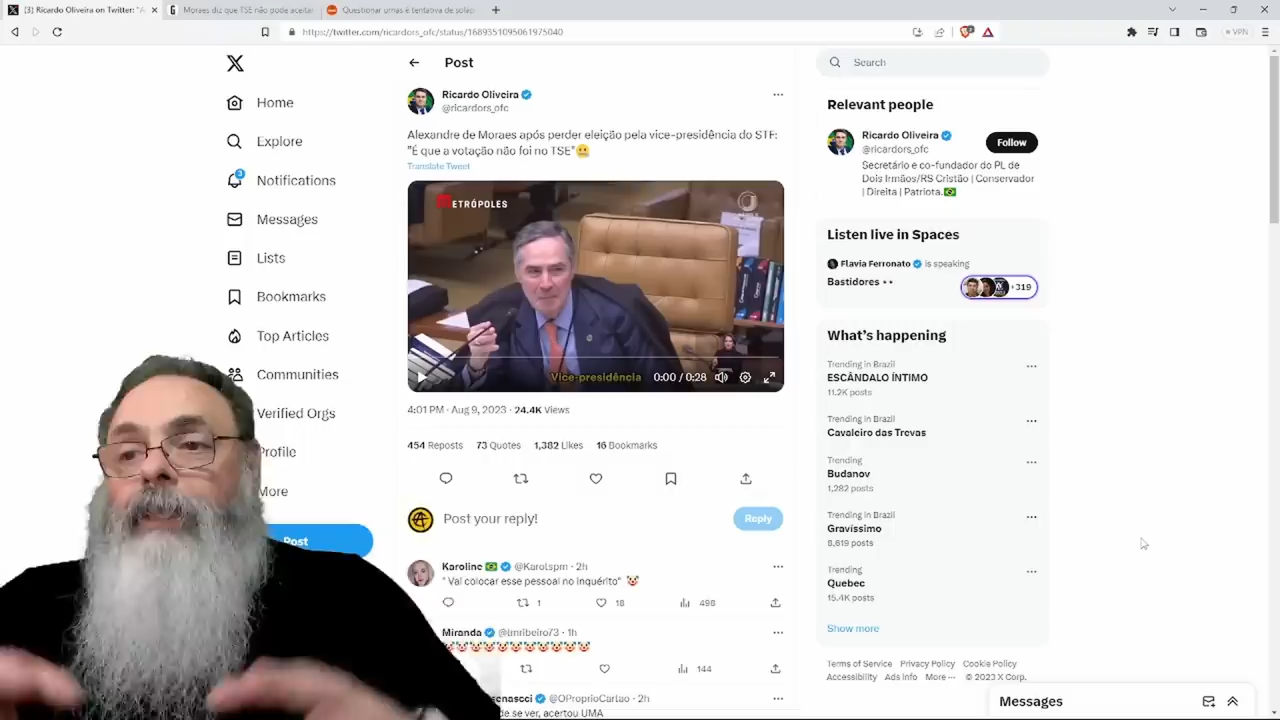 (3) Ricardo Oliveira on Twitter: "A
Moraes diz que TSE não pode aceitar
Questionar urnas é tentativa de
https://twitter.com/ricardors_ofc/status/1689351095061975040
VPN
Home
Explore
3
Notifications
Messages
Lists
Bookmarks
Top Articles
Communities
Verified Orgs
Post
Post
Ricardo Oliveira
@ricardors_ofc
Alexandre de Moraes após perder eleição pela vice-presidência do STF:
"É que a votação não foi no TSE"🤐
Translate Tweet
METRÓPOLES
Vice-presidência
0:00 / 0:28
4:01 PM · Aug 9, 2023 · 24.4K Views
454 Reposts 73 Quotes 1,382 Likes 16 Bookmarks
Post your reply!
Reply
Karoline 🇧🇷 @Karolspm · 2h
" Vai colocar esse pessoal no inquérito" 🤡
1 18 496
Miranda
1h
🤡🤡🤡🤡🤡🤡🤡🤡🤡🤡🤡
144
@OProprioCartao · 2h
de se ver, acertou UMA
Search
Relevant people
Ricardo Oliveira
@ricardors_ofc
Follow
Secretário e co-fundador do PL de
Dois Irmãos/RS Cristão | Conservador
| Direita | Patriota.🇧🇷
Listen live in Spaces
Flavia Ferronato is speaking
Bastidores 👀
+319
What's happening
Trending in Brazil
ESCÂNDALO ÍNTIMO
11.2K posts
Trending in Brazil
Cavaleiro das Trevas
Trending
Budanov
1,282 posts
Trending in Brazil
Gravíssimo
8,619 posts
Trending
Quebec
15.4K posts
Show more
Terms of Service Privacy Policy Cookie Policy
Accessibility Ads info More ··· © 2023 X Corp.
Messages